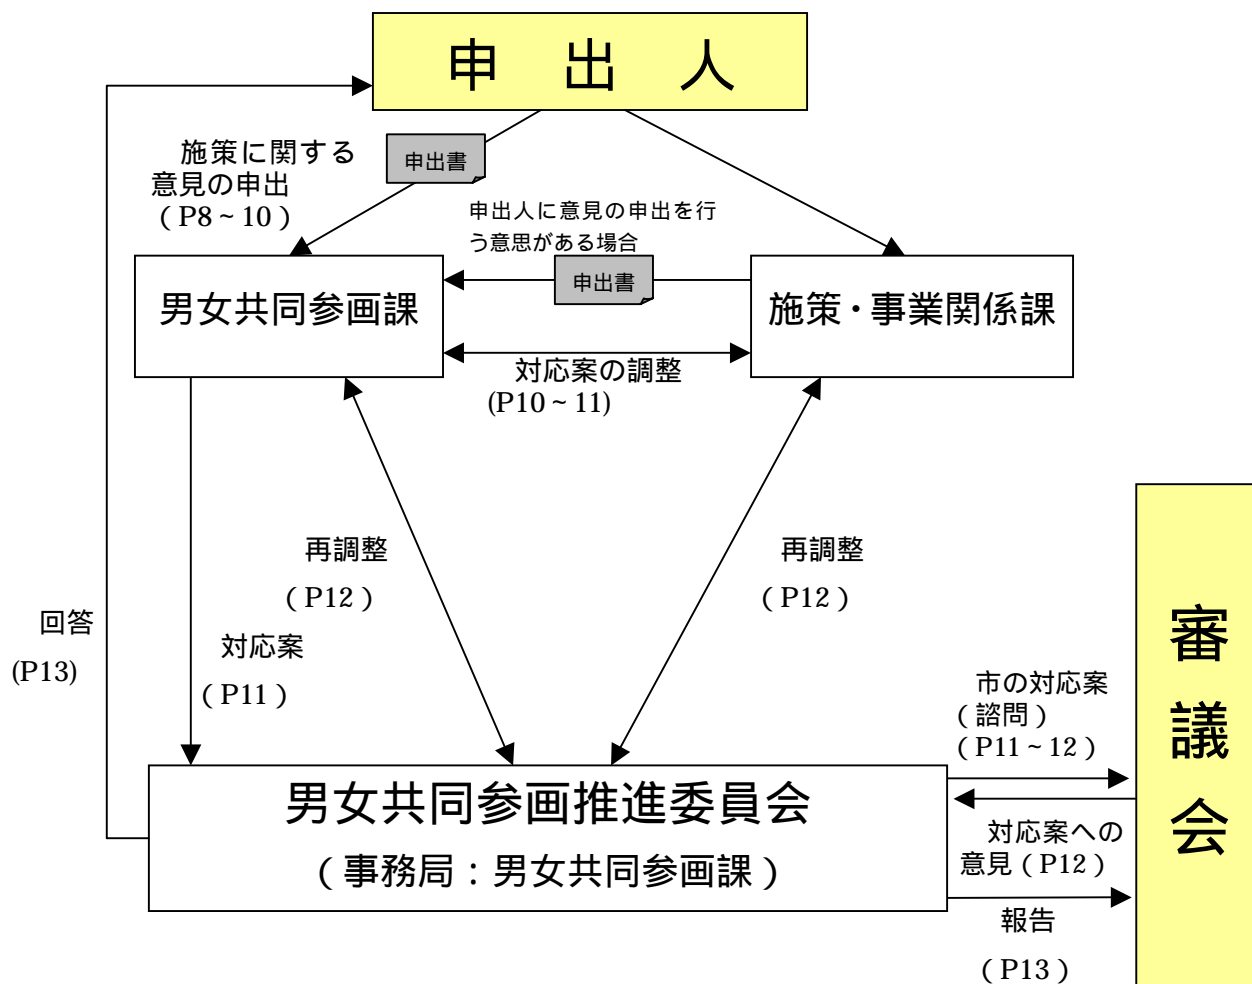 申 出 人
施策に関する
意見の申出
（P8～10）
申出書
申出人に意見の申出を行
う意思がある場合
申出書
男女共同参画課
施策・事業関係課
対応案の調整
(P10～11)
再調整
（P12）
再調整
（P12）
回答
(P13)
対応案
（P11）
市の対応案
（諮問）
（P11～12）
審議会
男女共同参画推進委員会
（事務局：男女共同参画課）
対応案への
意見（P12）
報告
（P13）